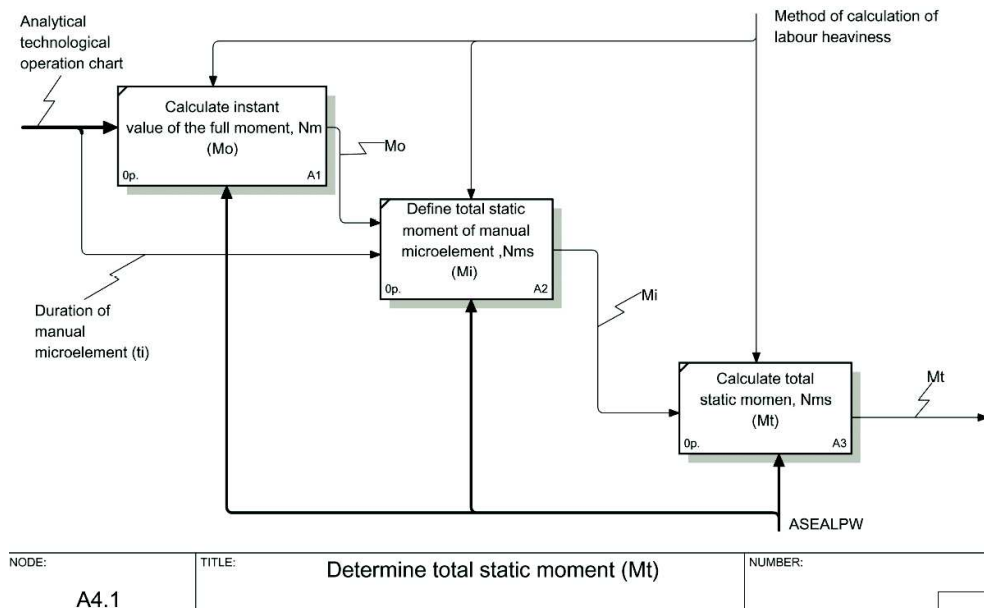 Analytical
technological
operation chart
Method of calculation of
labour heaviness
Calculate instant
value of the full moment, Nm
(Mo)
0p.
A1
Mo
Define total static
moment of manual
microelement ,Nms
(Mi)
0p.
A2
Duration of
manual
microelement (ti)
Mi
Calculate total
static momen, Nms
(Mt)
0p.
A3
Mt
ASEALPW
NODE:
A4.1
TITLE:
Determine total static moment (Mt)
NUMBER: